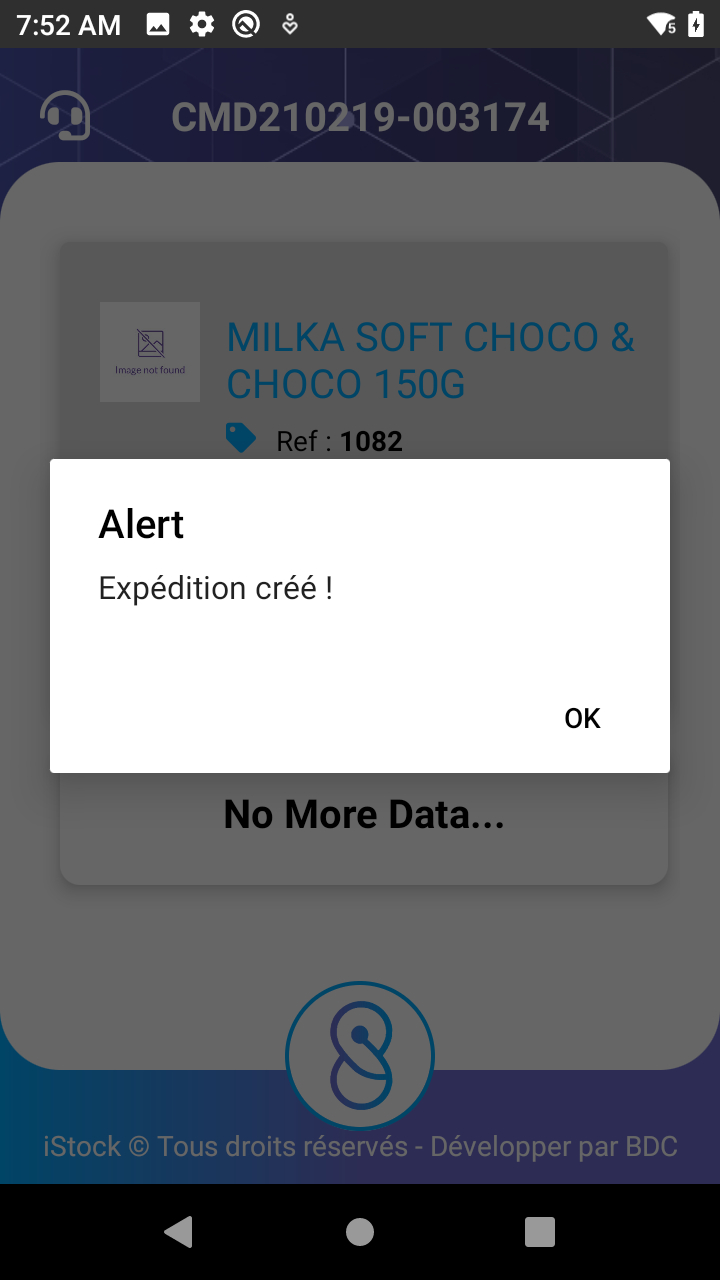 7:52 AM
5
CMD210219-003174
Image not found
MILKA SOFT CHOCO &
CHOCO 150G
Ref : 1082
Alert
Expédition créé !
OK
No More Data...
iStock © Tous droits réservés - Développer par BDC